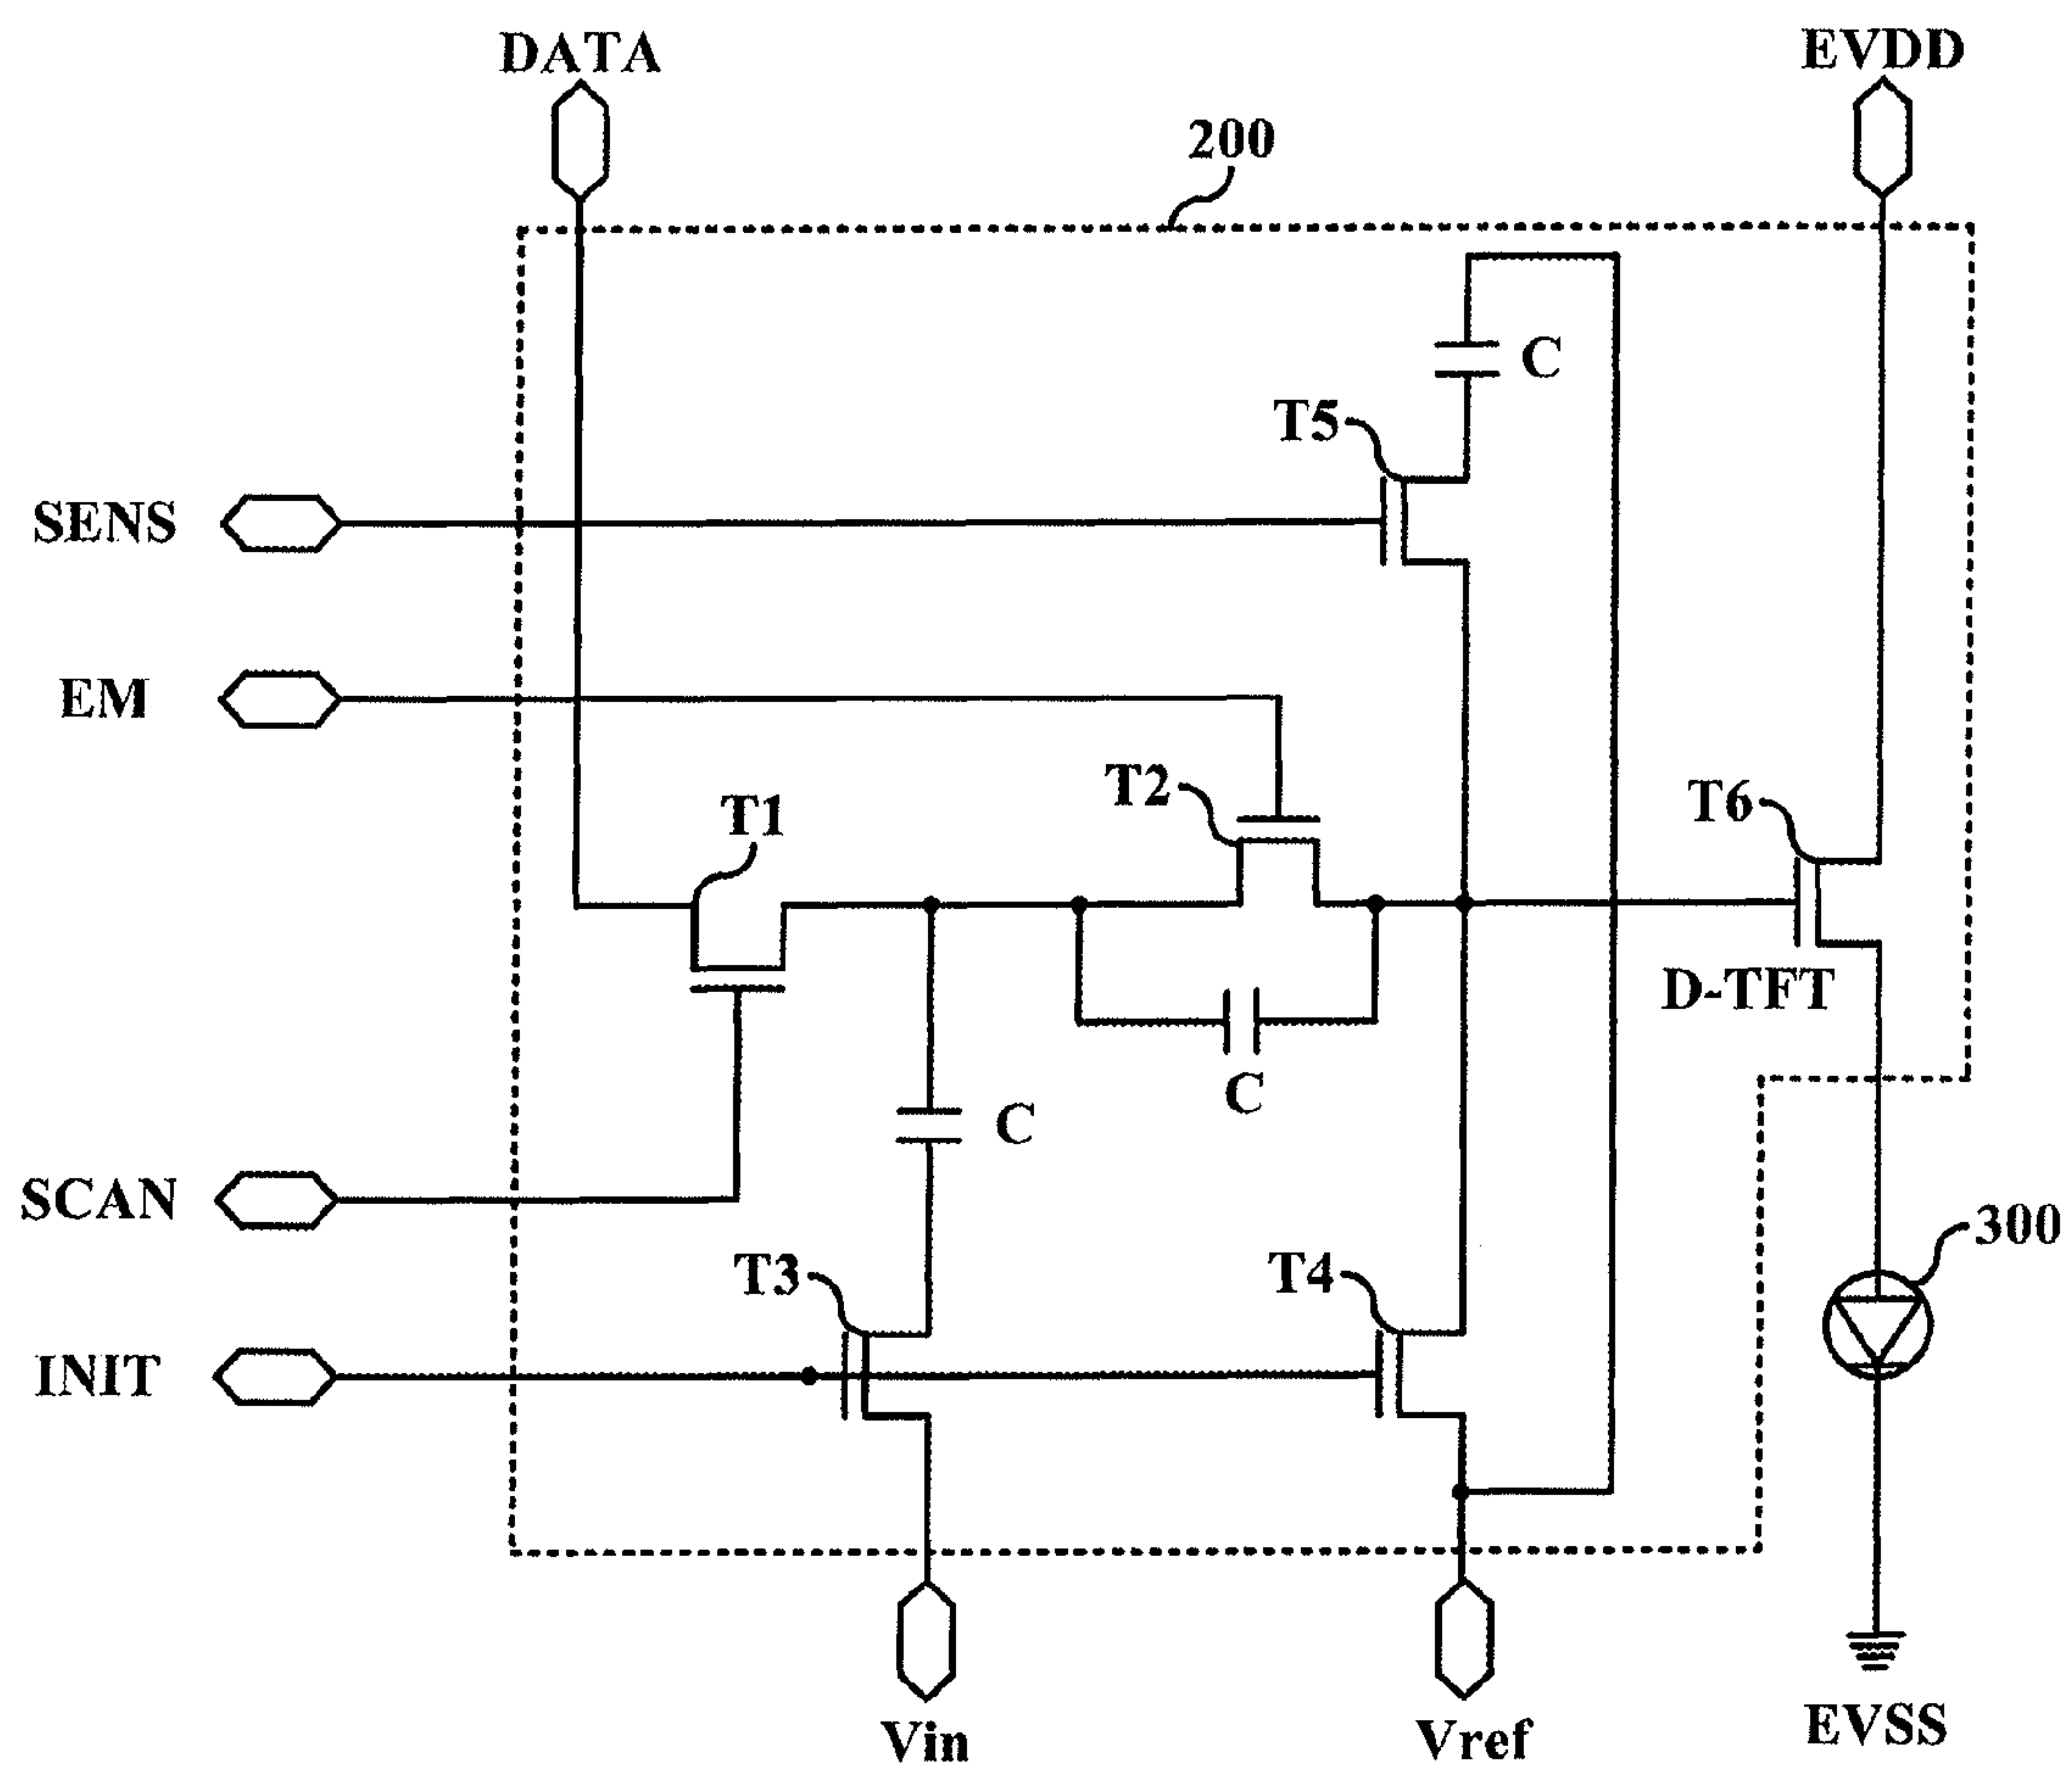 DATA
EVDD
200
C
T5
SENS
EM
T2
T6
T1
D-TFT
C
C
SCAN
300
T3
T4
INIT
Vin
Vref
EVSS